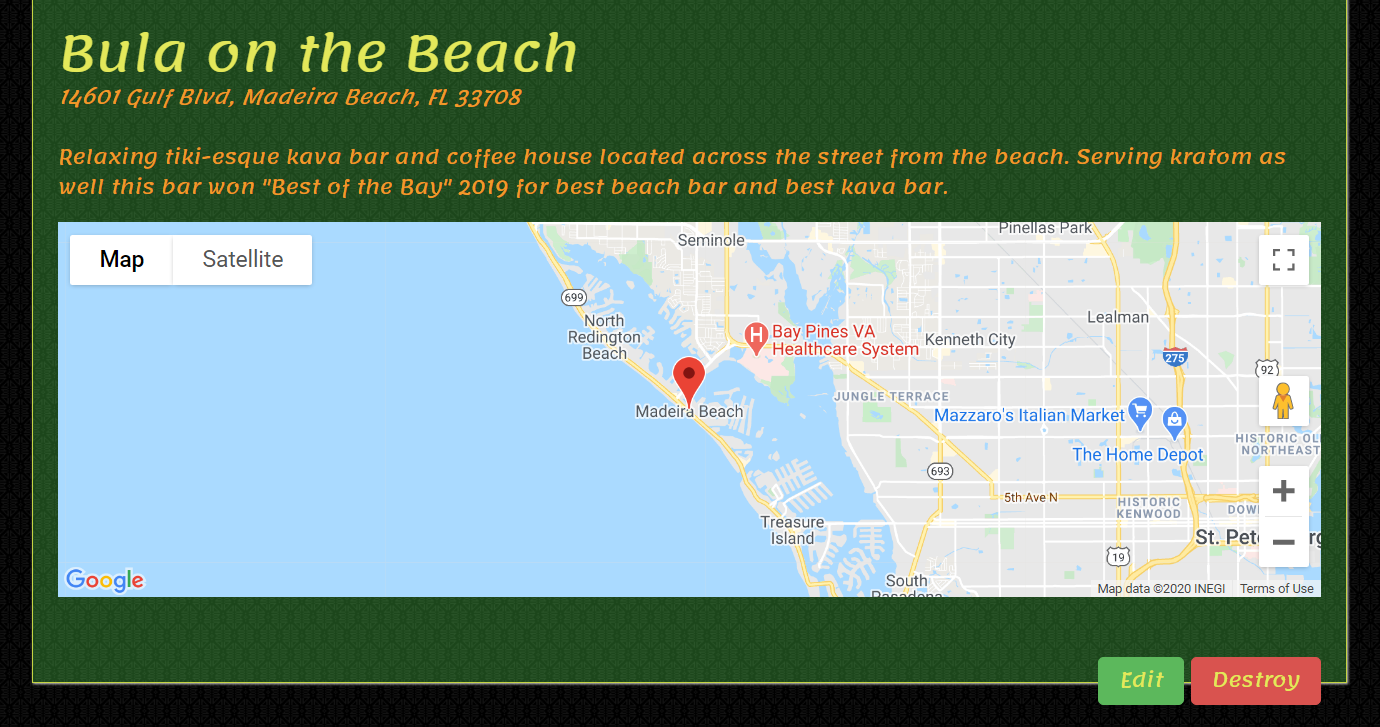 Bula on the Beach
14601 Gulf Blvd, Madeira Beach, FL 33708
Relaxing tiki-esque kava bar and coffee house located across the street from the beach. Serving kratom as
well this bar won "Best of the Bay" 2019 for best beach bar and best kava bar.
Map Satellite
Pinellas Park
Seminole
699
North
Redington
Beach
Bay Pines VA
Healthcare System
Lealman
Kenneth City
275
92
Madeira Beach
JUNGLE TERRACE
Mazzaro's Italian Market
The Home Depot
HISTORIC OL
NORTHEAST
693
5th Ave N
HISTORIC
KENWOOD
DOW
Treasure
Island
St. Pete
rg
19
South
Pasadena
Google
Map data ©2020 INEGI Terms of Use
Edit Destroy